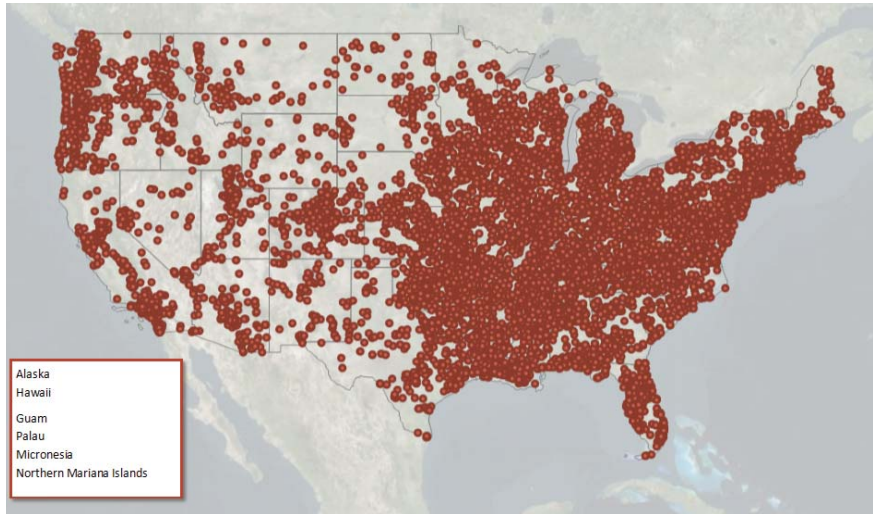 Alaska
Hawaii
Guam
Palau
Micronesia
Northern Mariana Islands